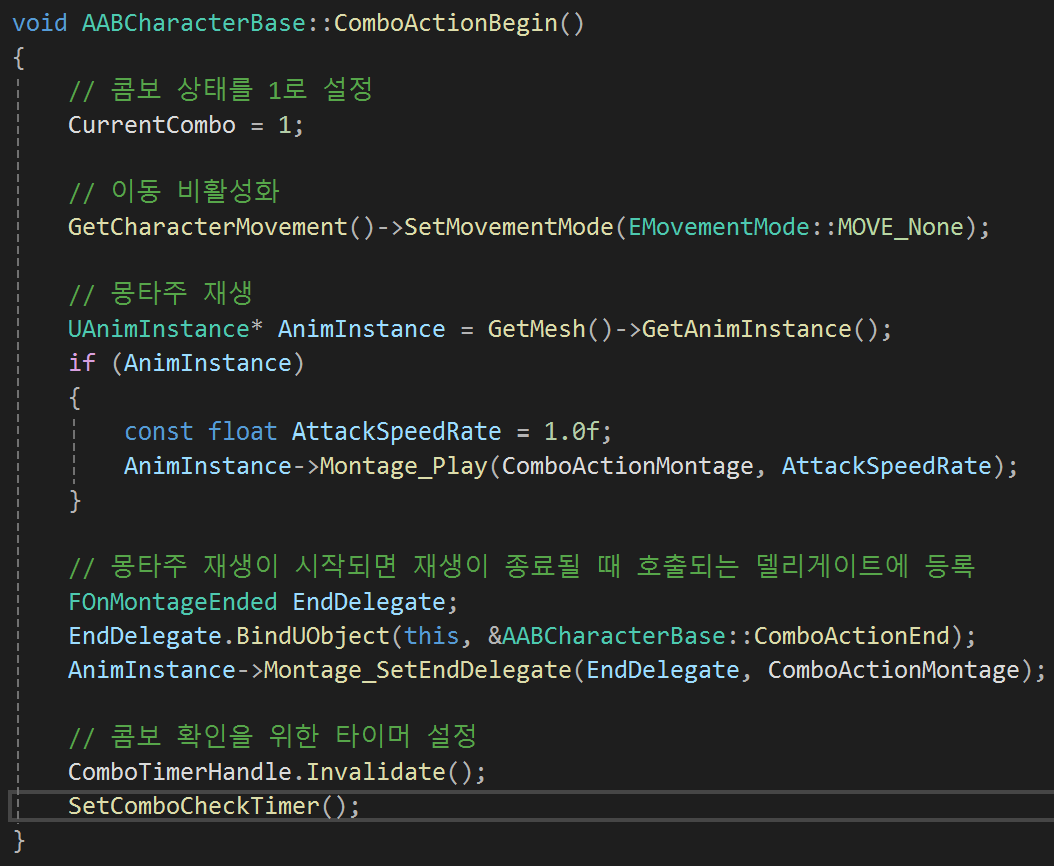 void AABCharacterBase::ComboActionBegin()
{
// 콤보 상태를 1로 설정
CurrentCombo = 1;
// 이동 비활성화
GetCharacterMovement()->SetMovementMode(EMovementMode::MOVE_None);
// 몽타주 재생
UAnimInstance* AnimInstance = GetMesh()->GetAnimInstance();
if (AnimInstance)
{
const float AttackSpeedRate = 1.0f;
AnimInstance->Montage_Play(ComboActionMontage, AttackSpeedRate);
}
// 몽타주 재생이 시작되면 재생이 종료될 때 호출되는 델리게이트에 등록
FOnMontageEnded EndDelegate;
EndDelegate.BindUObject(this, &AABCharacterBase::ComboActionEnd);
AnimInstance->Montage_SetEndDelegate(EndDelegate, ComboActionMontage);
// 콤보 확인을 위한 타이머 설정
ComboTimerHandle.Invalidate();
SetComboCheckTimer();
}